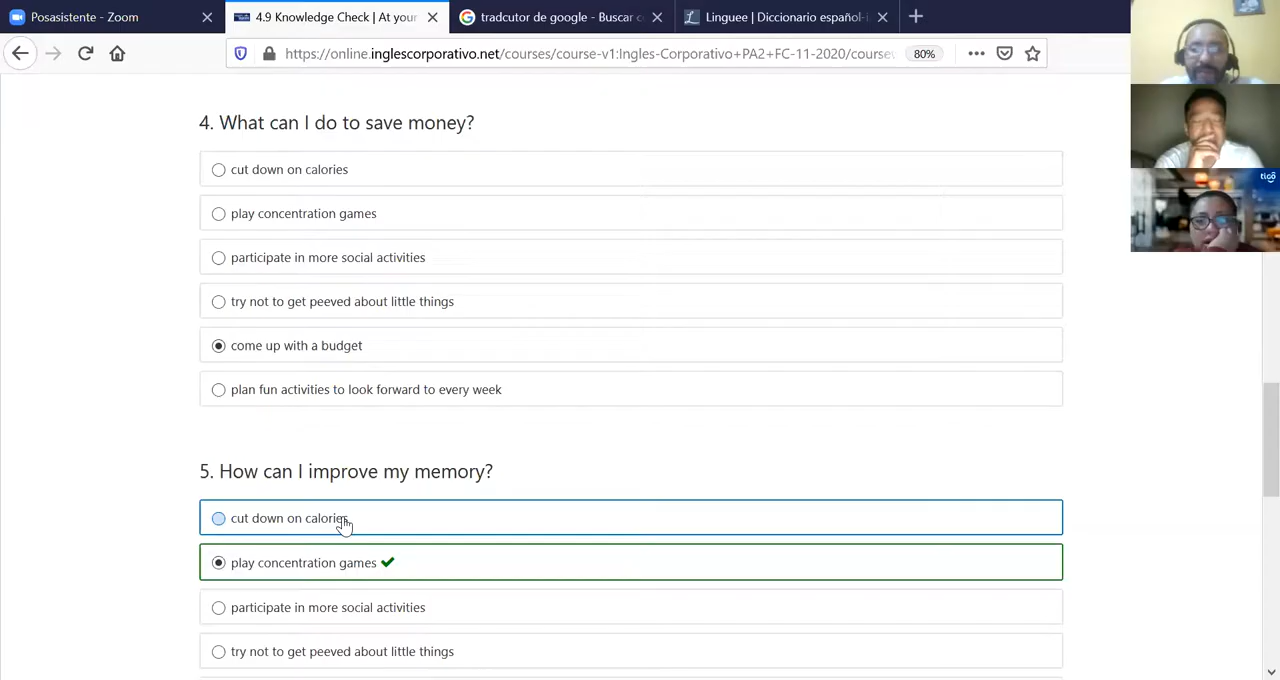 Posasistente - Zoom
4.9 Knowledge Check | At your
tradcutor de google - Buscar c
Linguee | Diccionario español-
https://online.inglescorporativo.net/courses/course-v1:Ingles-Corporativo+PA2+FC-11-2020/course
80%
tigo
4. What can I do to save money?
cut down on calories
play concentration games
participate in more social activities
try not to get peeved about little things
come up with a budget
plan fun activities to look forward to every week
5. How can I improve my memory?
cut down on calories
play concentration games
participate in more social activities
try not to get peeved about little things